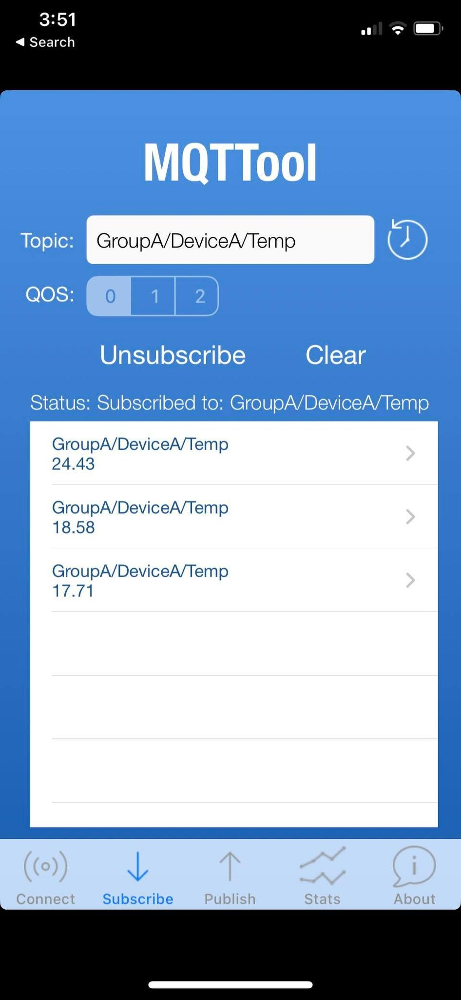 3:51
◀ Search
MQTTool
Topic: GroupA/DeviceA/Temp
QOS: 0 1 2
Unsubscribe Clear
Status: Subscribed to: GroupA/DeviceA/Temp
GroupA/DeviceA/Temp
24.43
GroupA/DeviceA/Temp
18.58
GroupA/DeviceA/Temp
17.71
Connect Subscribe Publish Stats About